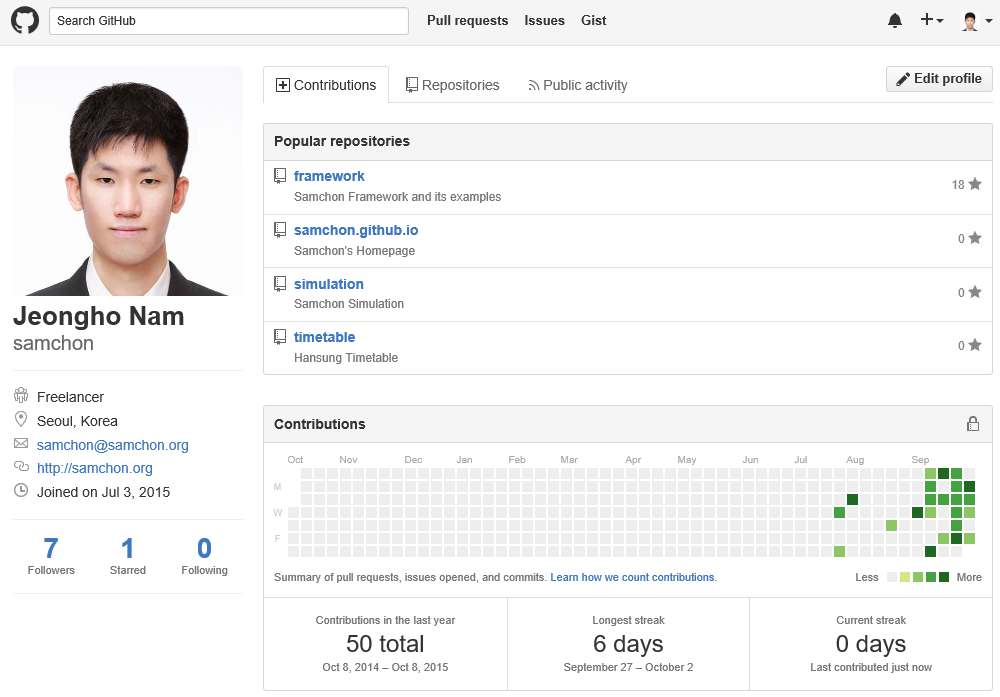 Search GitHub
Pull requests
Issues
Gist
Contributions
Repositories
Public activity
Edit profile
Jeongho Nam
samchon
Freelancer
Seoul, Korea
samchon@samchon.org
http://samchon.org
Joined on Jul 3, 2015
7 1 0
Followers Starred Following
Popular repositories
framework
Samchon Framework and its examples
18
samchon.github.io
Samchon's Homepage
0
simulation
Samchon Simulation
0
timetable
Hansung Timetable
0
Contributions
Oct Nov Dec Jan Feb Mar Apr May Jun Jul Aug Sep
M
W
F
Summary of pull requests, issues opened, and commits. Learn how we count contributions.
Less More
Contributions in the last year
50 total
Oct 8, 2014 – Oct 8, 2015
Longest streak
6 days
September 27 – October 2
Current streak
0 days
Last contributed just now